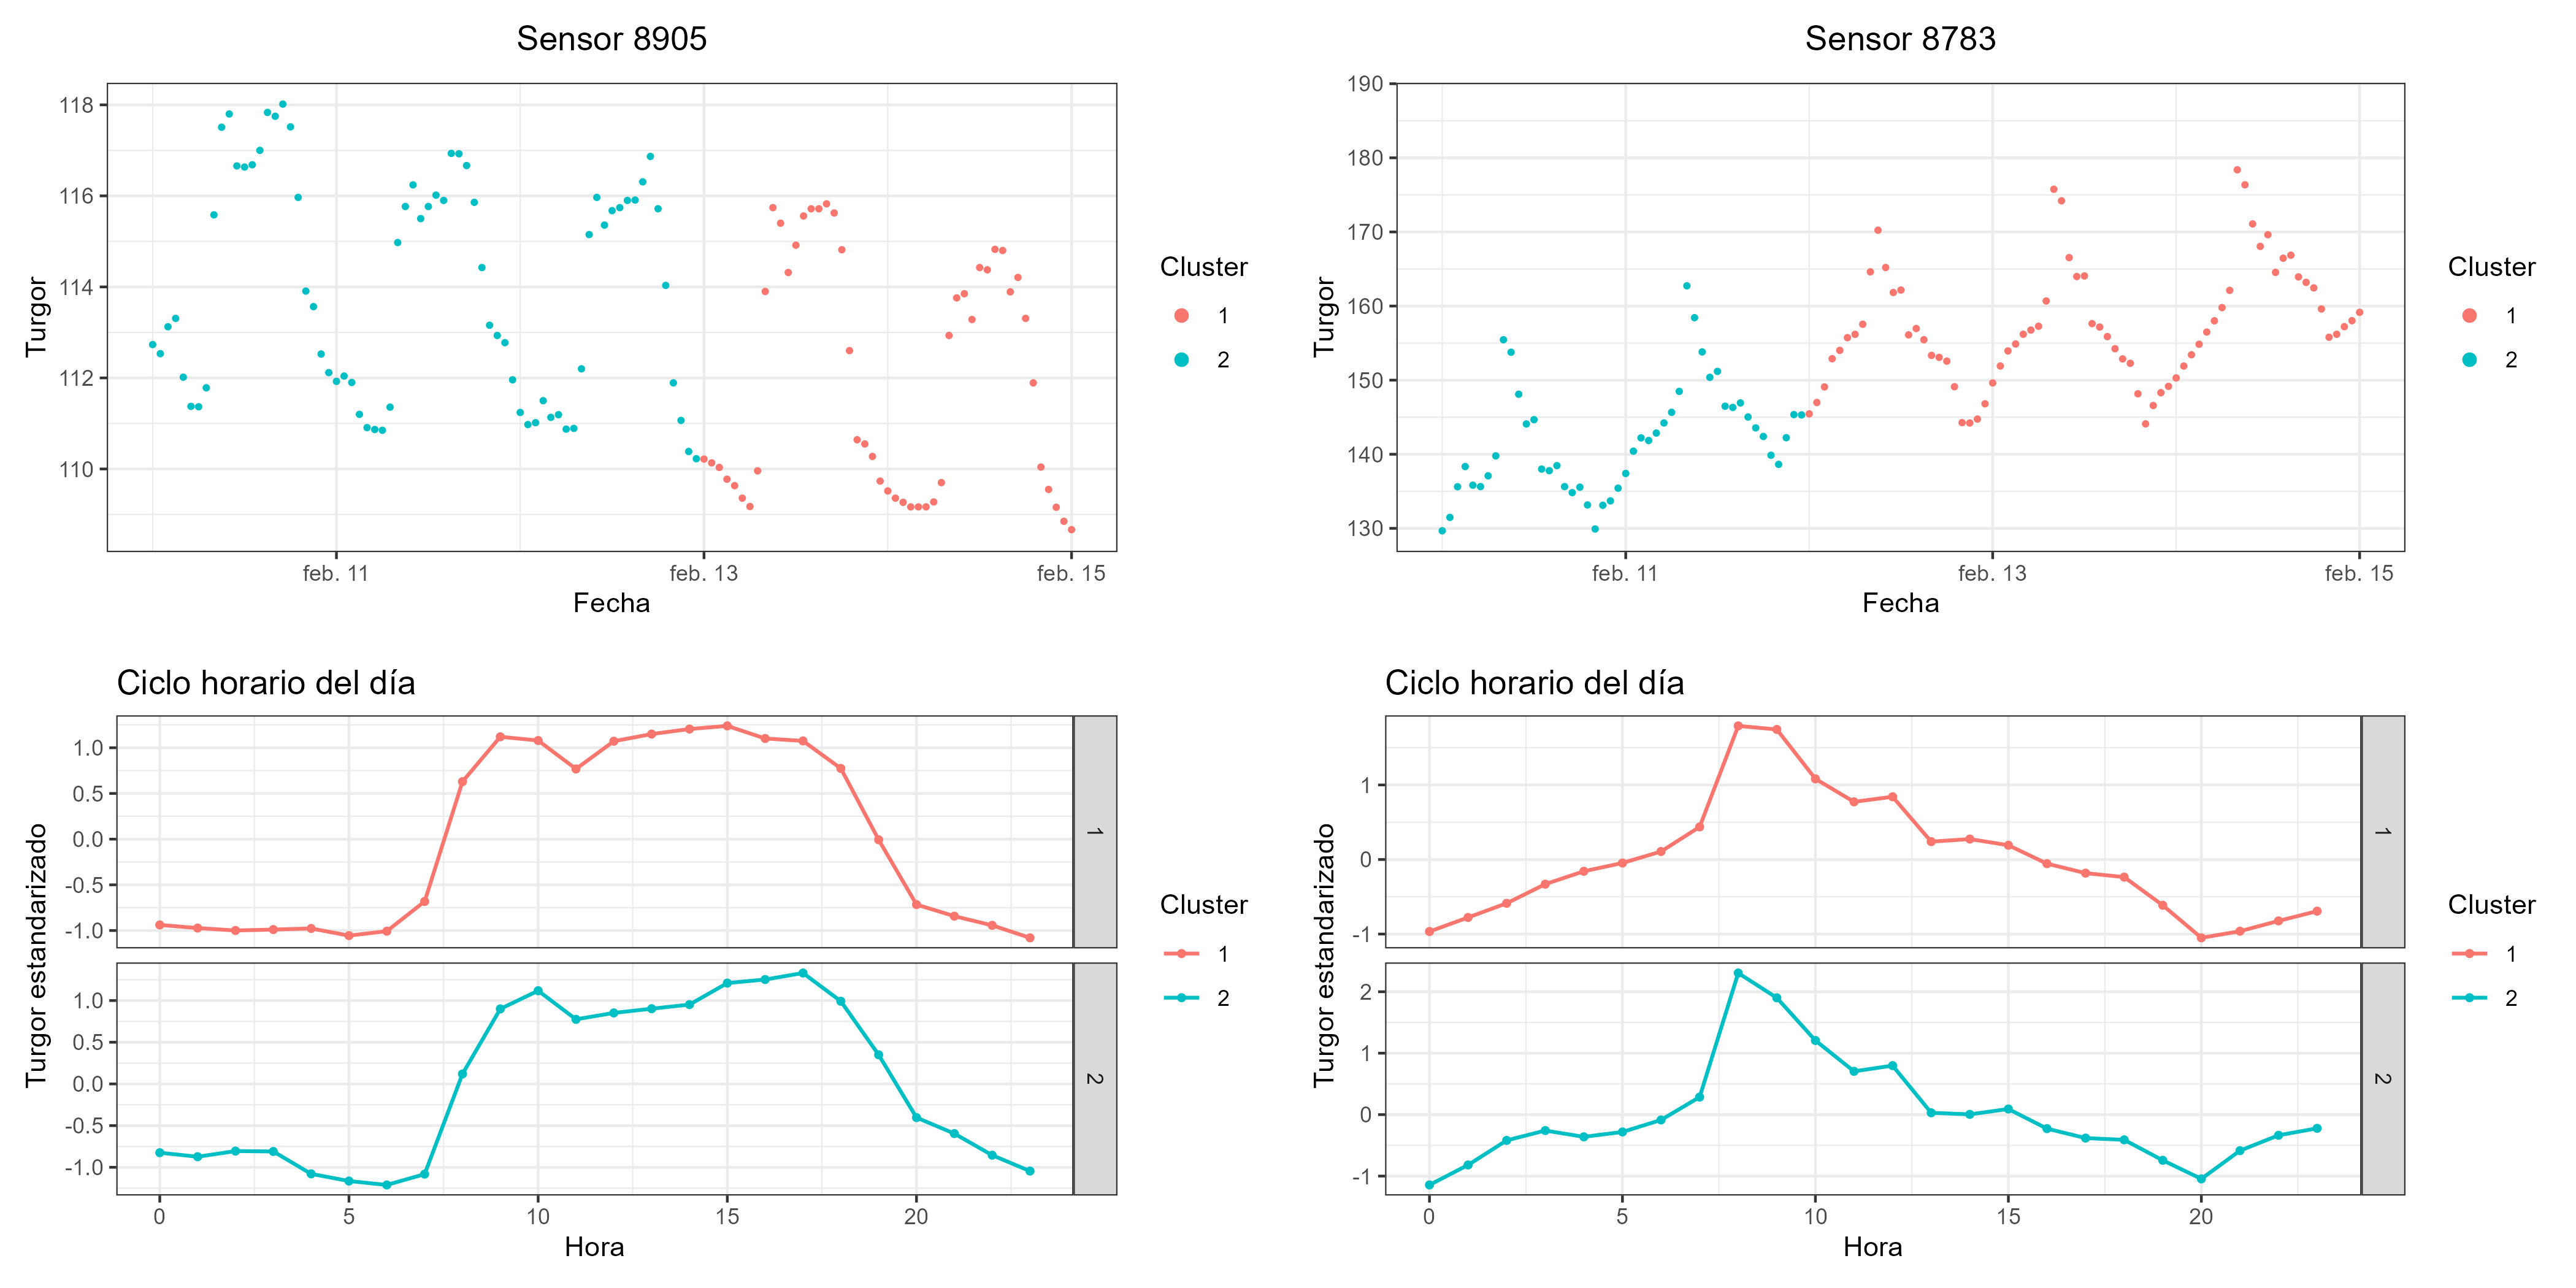 Sensor 8905
118
116
114
112
110
Turgor
feb. 11
feb. 13
feb. 15
Fecha
Cluster
1
2
Sensor 8783
190
180
170
160
150
140
130
Turgor
feb. 11
feb. 13
feb. 15
Fecha
Cluster
1
2
Ciclo horario del día
1.0
0.5
0.0
-0.5
-1.0
1
1.0
0.5
0.0
-0.5
-1.0
2
Turgor estandarizado
0
5
10
15
20
Hora
Cluster
1
2
Ciclo horario del día
1
0
-1
1
2
1
0
-1
2
Turgor estandarizado
0
5
10
15
20
Hora
Cluster
1
2